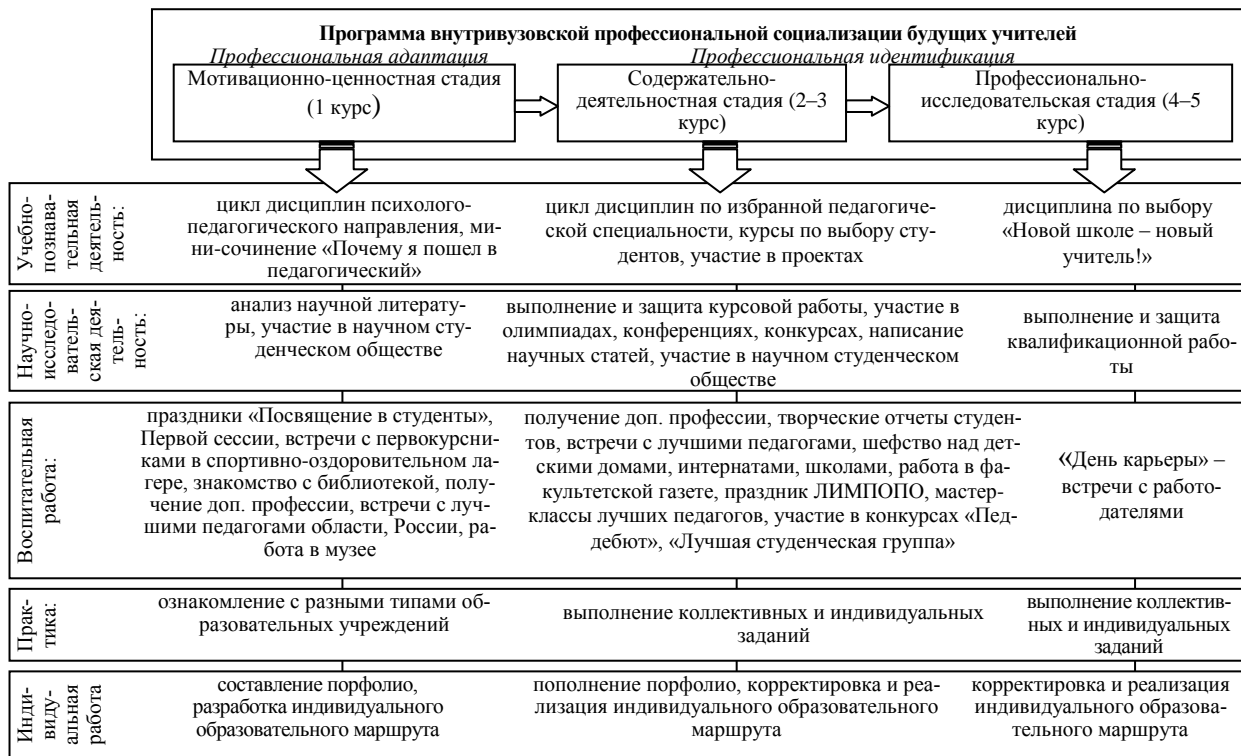 Программа внутривузовской профессиональной социализации будущих учителей
Профессиональная адаптация
Профессиональная идентификация
Мотивационно-ценностная стадия
(1 курс)
Содержательно-
деятельностная стадия (2–3
курс)
Профессионально-
исследовательская стадия (4–5
курс)
Учебно-
познава-
тельная
деятель-
ность:
цикл дисциплин психолого-
педагогического направления, ми-
ни-сочинение «Почему я пошел в
педагогический»
цикл дисциплин по избранной педагогиче-
ской специальности, курсы по выбору сту-
дентов, участие в проектах
дисциплина по выбору
«Новой школе – новый
учитель!»
Научно-
исследо-
ватель-
ская дея-
тель-
ность:
анализ научной литерату-
ры, участие в научном сту-
денческом обществе
выполнение и защита курсовой работы, участие в
олимпиадах, конференциях, конкурсах, написание
научных статей, участие в научном студенческом
обществе
выполнение и защита
квалификационной рабо-
ты
Воспитательная
работа:
праздники «Посвящение в студенты»,
Первой сессии, встречи с первокурсни-
ками в спортивно-оздоровительном ла-
гере, знакомство с библиотекой, полу-
чение доп. профессии, встречи с луч-
шими педагогами области, России, ра-
бота в музее
получение доп. профессии, творческие отчеты студен-
тов, встречи с лучшими педагогами, шефство над дет-
скими домами, интернатами, школами, работа в фа-
культетской газете, праздник ЛИМПОПО, мастер-
классы лучших педагогов, участие в конкурсах «Пед-
дебют», «Лучшая студенческая группа»
«День карьеры» –
встречи с работо-
дателями
Прак-
тика:
ознакомление с разными типами об-
разовательных учреждений
выполнение коллективных и индивидуальных
заданий
выполнение коллектив-
ных и индивидуальных
заданий
Инди-
виду-
альная
работа
составление порфолио,
разработка индивидуального
образовательного маршрута
пополнение порфолио, корректировка и реа-
лизация индивидуального образовательного
маршрута
корректировка и реализация
индивидуального образова-
тельного маршрута